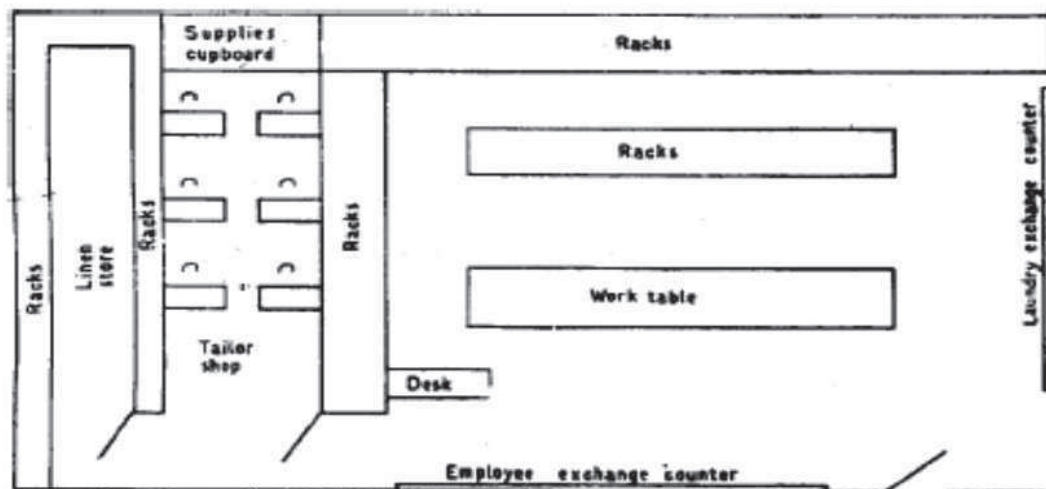 Supplies
cupboard
Racks
Racks
Laundry exchange counter
Racks
Linen
store
Racks
Racks
Work table
Tailor
shop
Desk
Employee exchange counter